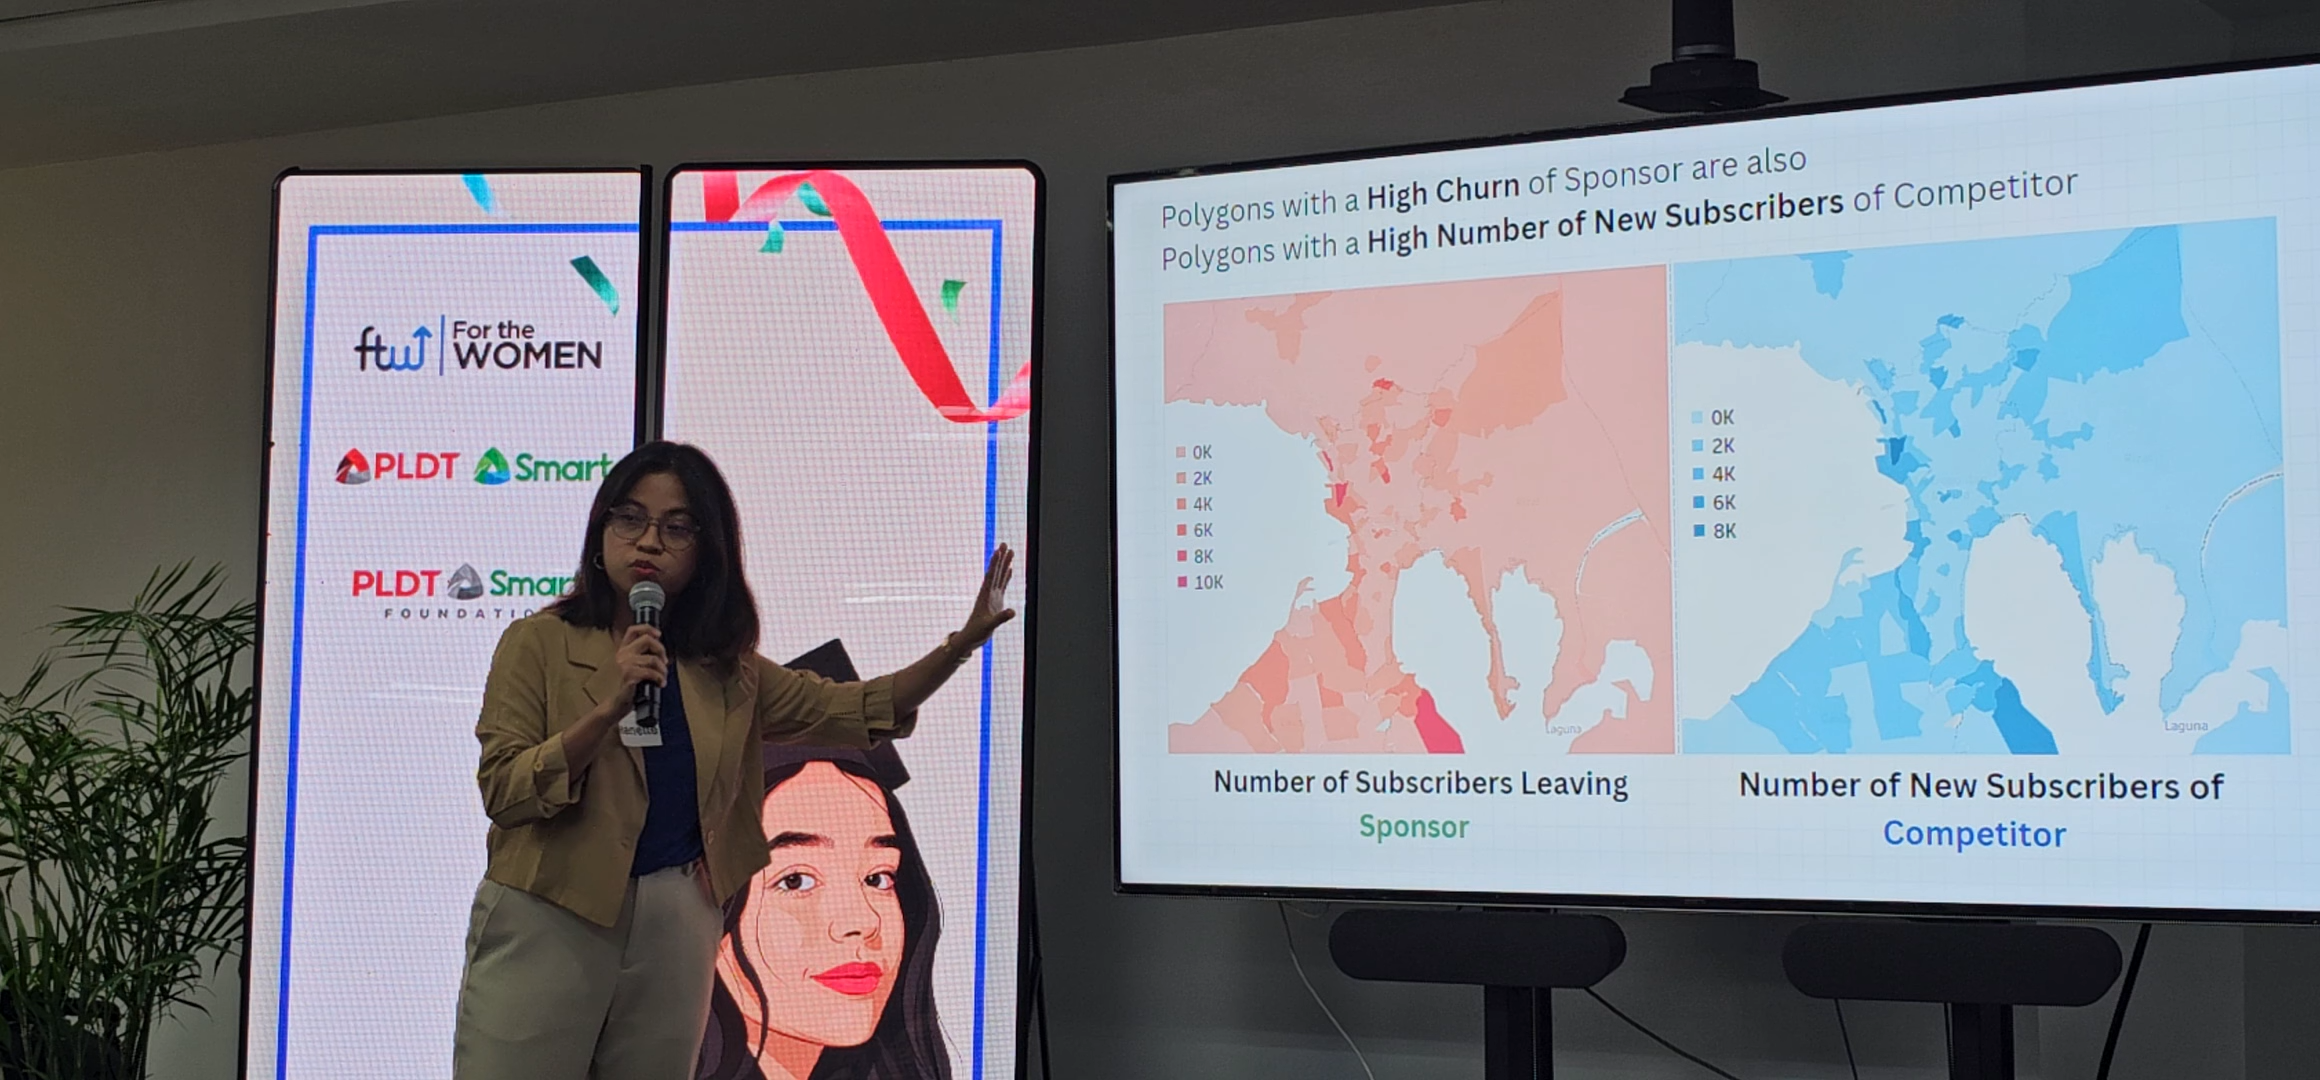 ftw For the
WOMEN
PLDT Smart
PLDT Smar
FOUNDATIO
Polygons with a High Churn of Sponsor are also
Polygons with a High Number of New Subscribers of Competitor
0K
2K
4K
6K
8K
10K
Laguna
Number of Subscribers Leaving
Sponsor
0K
2K
4K
6K
8K
Laguna
Number of New Subscribers of
Competitor